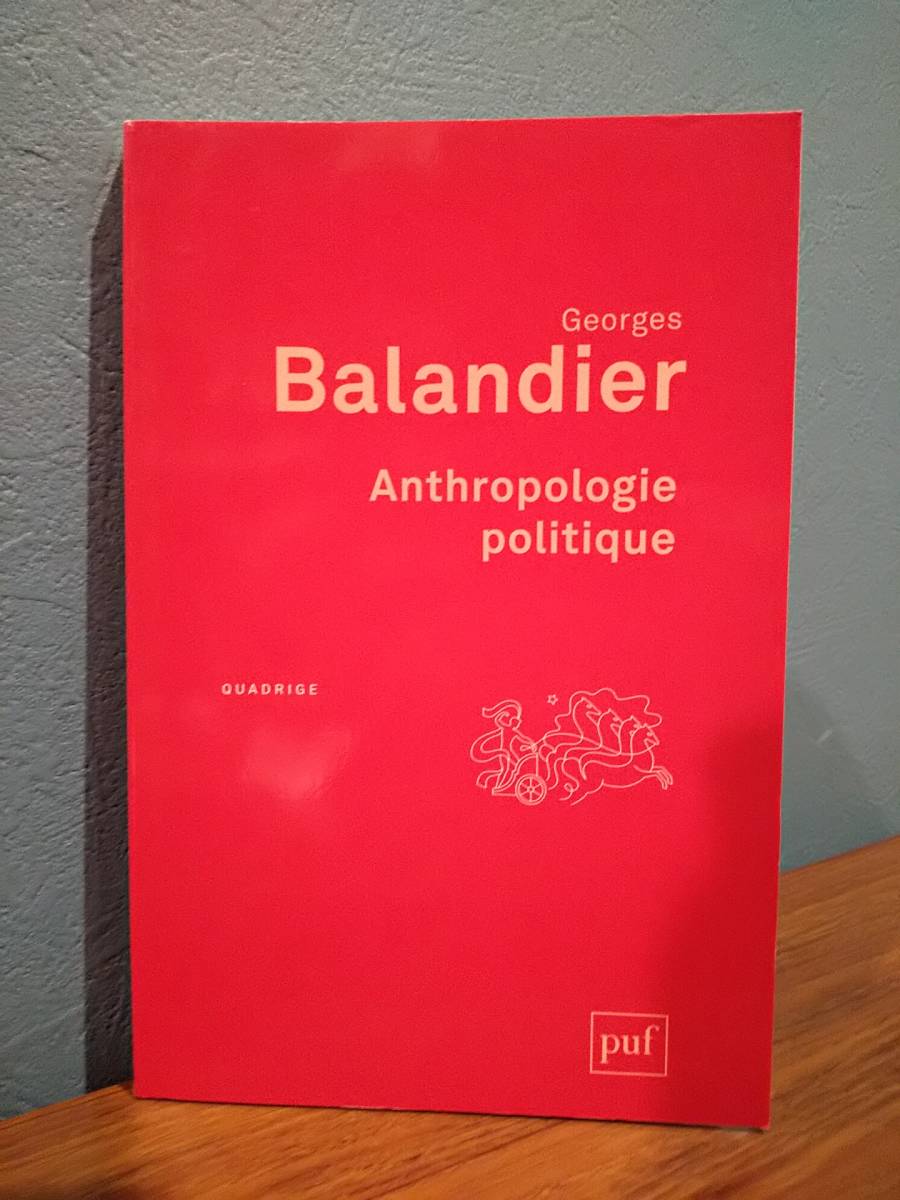 Georges
Balandier
Anthropologie
politique
QUADRIGE
puf